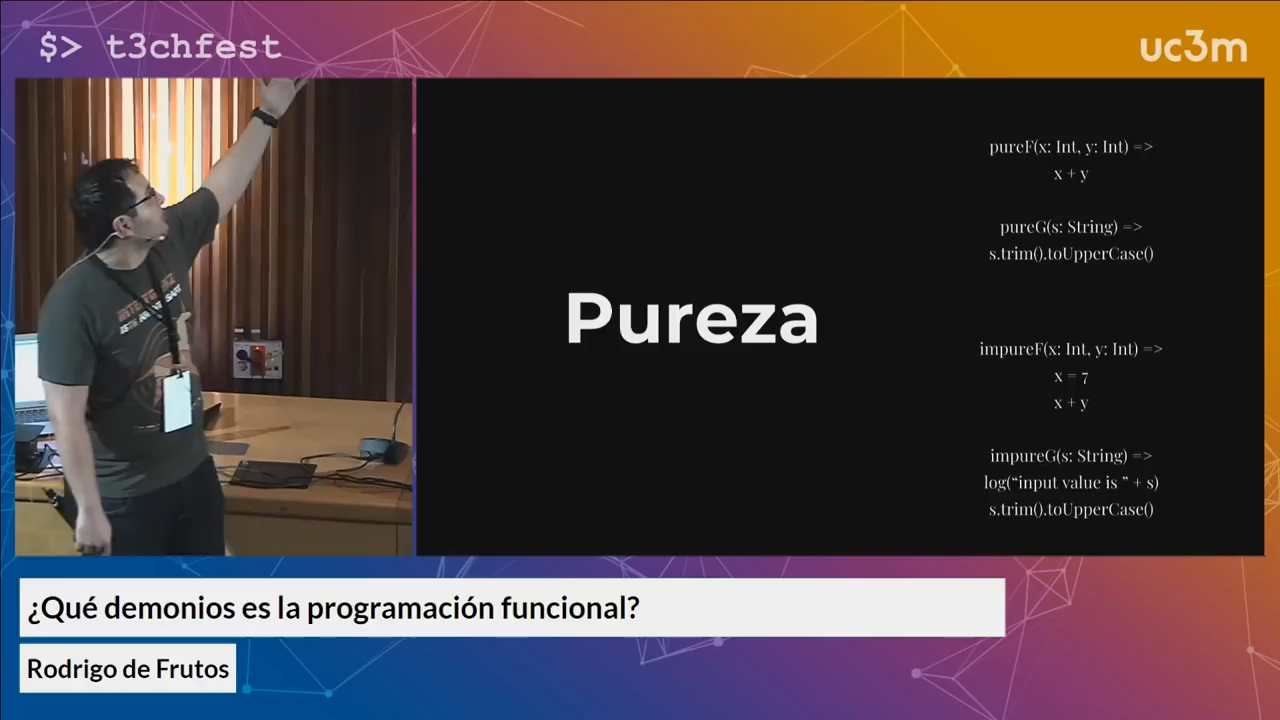 $> t3chfest
uc3m
pureF(x: Int, y: Int) =>
x + y
pureG(s: String) =>
s.trim().toUpperCase()
Pureza
impureF(x: Int, y: Int) =>
x = 7
x + y
impureG(s: String) =>
log(“input value is ” + s)
s.trim().toUpperCase()
¿Qué demonios es la programación funcional?
Rodrigo de Frutos